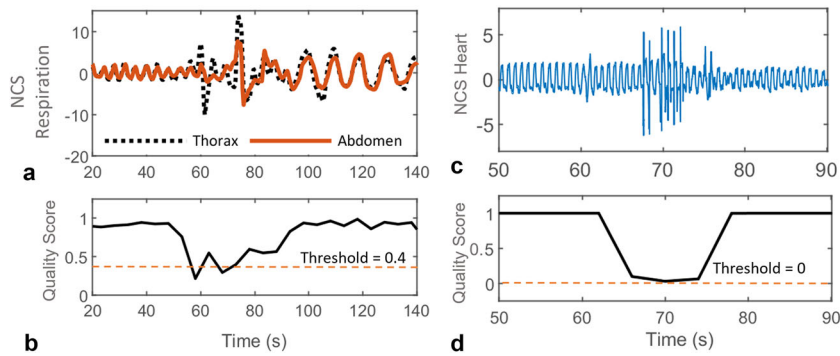 a
NCS
Respiration
10
0
-10
-20
Thorax
Abdomen
20 40 60 80 100 120 140
b
Quality Score
1
0.5
0
Threshold = 0.4
20 40 60 80 100 120 140
Time (s)
c
NCS Heart
5
0
-5
50 60 70 80 90
d
Quality Score
1
0.5
0
Threshold = 0
50 60 70 80 90
Time (s)